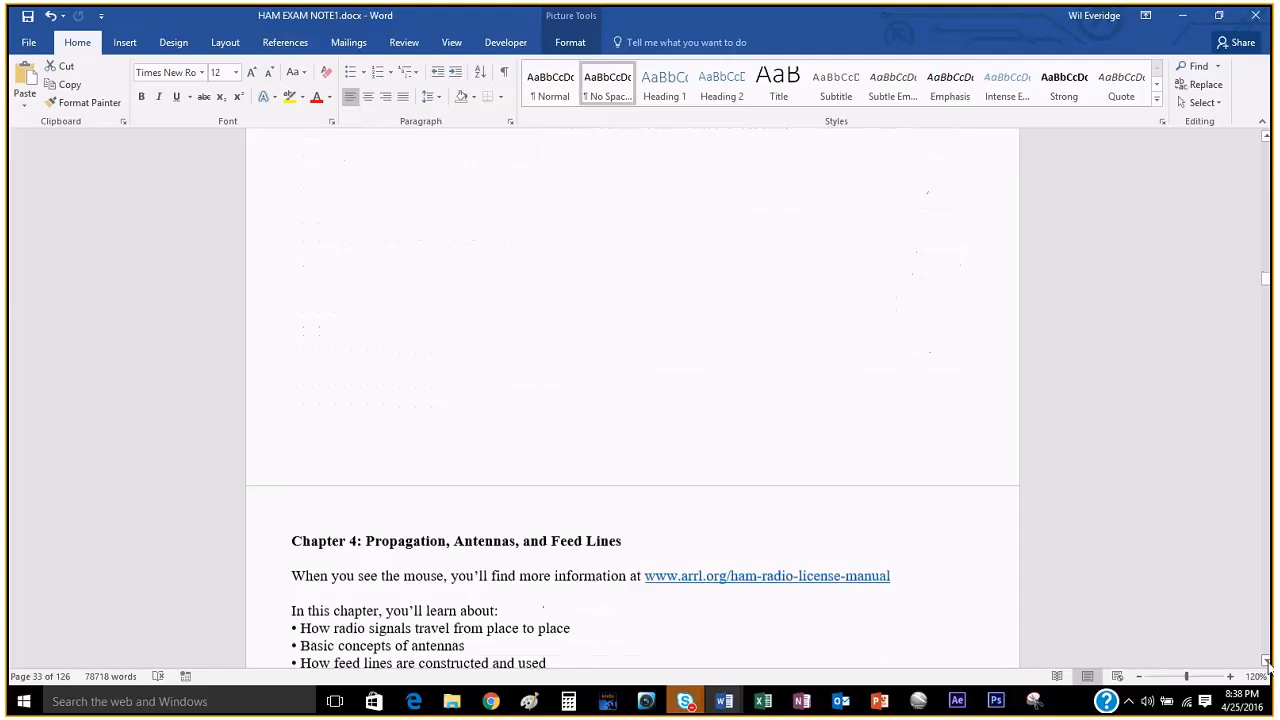 HAM EXAM NOTE1.docx - Word
Picture Tools
Wil Everidge
File Home Insert Design Layout References Mailings Review View Developer Format Tell me what you want to do Share
Paste
Cut
Copy
Format Painter
Clipboard
Times New Ro 12
Font
Paragraph
AaBbCcDc AaBbCcDc AaBbCc AaBbCcC AaB AaBbCcD AaBbCcDc AaBbCcDc AaBbCcDc AaBbCcDc AaBbCcDc
¶ Normal ¶ No Spac... Heading 1 Heading 2 Title Subtitle Subtle Em... Emphasis Intense E... Strong Quote
Styles
Find
Replace
Select
Editing
Chapter 4: Propagation, Antennas, and Feed Lines
When you see the mouse, you’ll find more information at www.arrl.org/ham-radio-license-manual
In this chapter, you’ll learn about:
• How radio signals travel from place to place
• Basic concepts of antennas
• How feed lines are constructed and used
Page 33 of 126 78718 words 120%
Search the web and Windows
8:38 PM
4/25/2016